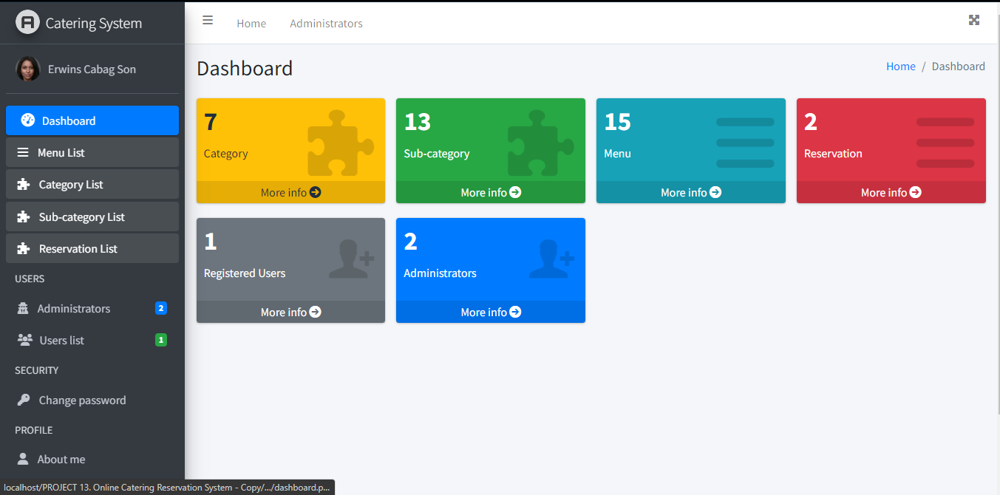 Catering System
Home
Administrators
Erwins Cabag Son
Dashboard
Home / Dashboard
Dashboard
Menu List
Category List
Sub-category List
Reservation List
USERS
Administrators 2
Users list 1
SECURITY
Change password
PROFILE
About me
7
Category
More info
13
Sub-category
More info
15
Menu
More info
2
Reservation
More info
1
Registered Users
More info
2
Administrators
More info
localhost/PROJECT 13. Online Catering Reservation System - Copy/.../dashboard.p...